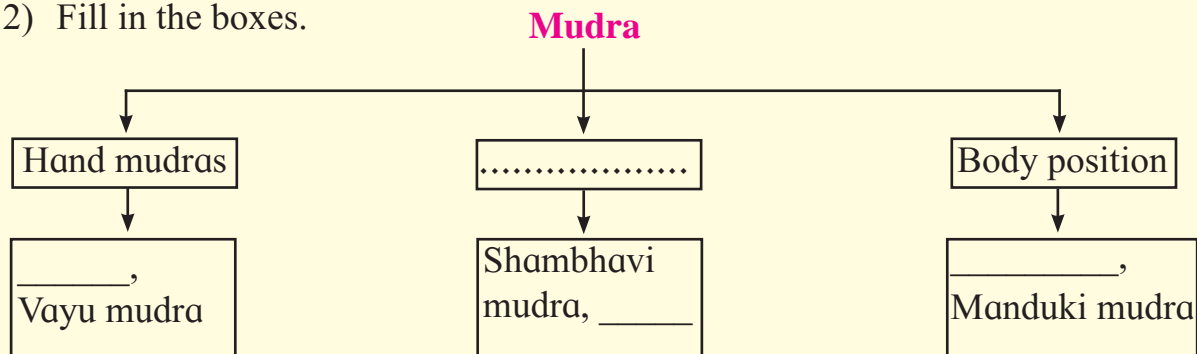 2) Fill in the boxes.
Mudra
Hand mudras
...................
Body position
______,
Vayu mudra
Shambhavi
mudra, _____
_________,
Manduki mudra